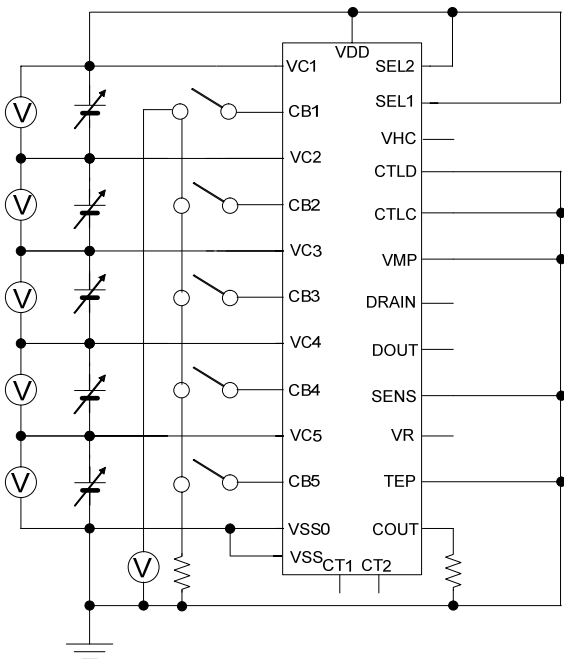 VDD
VC1
SEL2
SEL1
V
CB1
VHC
VC2
CTLD
V
CB2
CTLC
VC3
VMP
V
CB3
DRAIN
VC4
DOUT
V
CB4
SENS
VC5
VR
V
CB5
TEP
VSS0
COUT
VSS
V
CT1
CT2